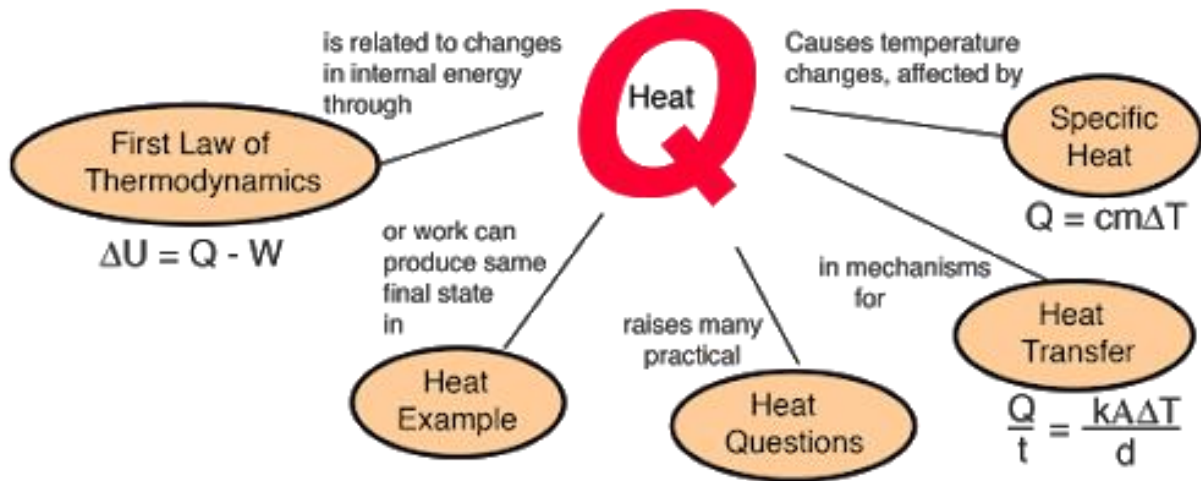 is related to changes
in internal energy
through
First Law of
Thermodynamics
ΔU = Q - W
Q
Heat
Causes temperature
changes, affected by
Specific
Heat
Q = cmΔT
or work can
produce same
final state
in
Heat
Example
raises many
practical
Heat
Questions
in mechanisms
for
Heat
Transfer
Q/t = kAΔT/d